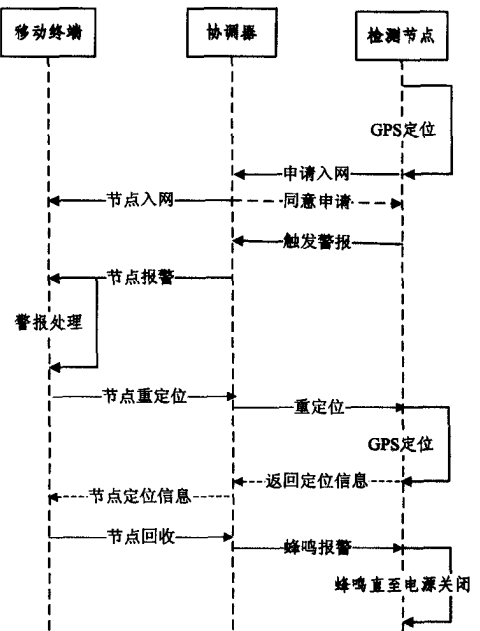 移动终端
协调器
检测节点
GPS定位
申请入网
节点入网
同意申请
触发警报
节点报警
警报处理
节点重定位
重定位
GPS定位
返回定位信息
节点定位信息
节点回收
蜂鸣报警
蜂鸣直至电源关闭